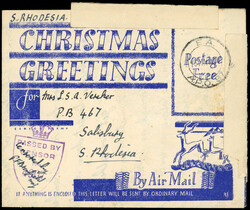 S. RHODESIA
CHRISTMAS
GREETINGS
Postage
Free
for Mrs L.S.A. Vercher
P.O. B 467
Salisbury
S. Rhodesia
PASSED BY
CENSOR
By Air Mail
IF ANYTHING IS ENCLOSED THIS LETTER WILL BE SENT BY ORDINARY MAIL